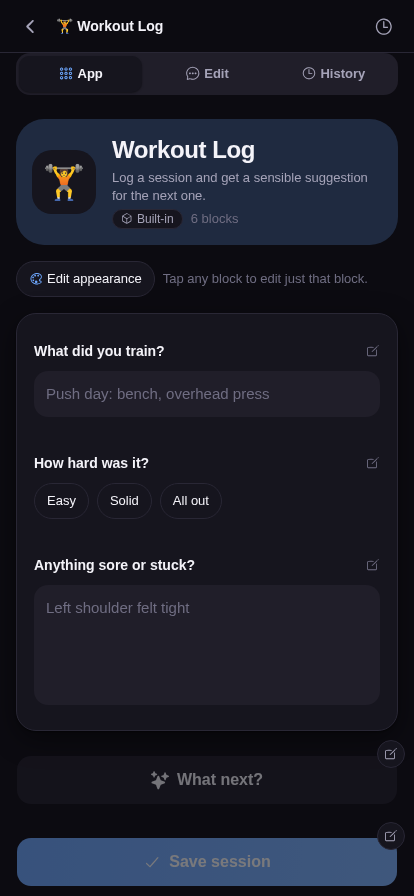 Workout Log
App
Edit
History
Workout Log
Log a session and get a sensible suggestion
for the next one.
Built-in
6 blocks
Edit appearance
Tap any block to edit just that block.
What did you train?
Push day: bench, overhead press
How hard was it?
Easy
Solid
All out
Anything sore or stuck?
Left shoulder felt tight
What next?
Save session